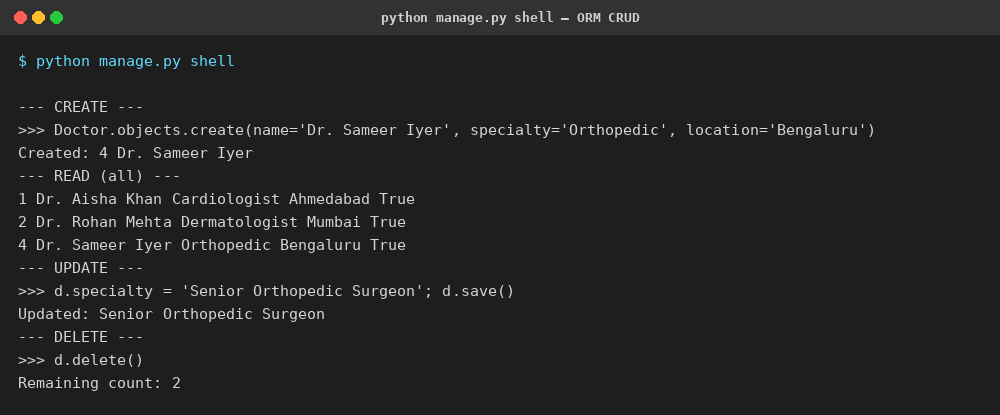 python manage.py shell — ORM CRUD
$ python manage.py shell
--- CREATE ---
>>> Doctor.objects.create(name='Dr. Sameer Iyer', specialty='Orthopedic', location='Bengaluru')
Created: 4 Dr. Sameer Iyer
--- READ (all) ---
1 Dr. Aisha Khan Cardiologist Ahmedabad True
2 Dr. Rohan Mehta Dermatologist Mumbai True
4 Dr. Sameer Iyer Orthopedic Bengaluru True
--- UPDATE ---
>>> d.specialty = 'Senior Orthopedic Surgeon'; d.save()
Updated: Senior Orthopedic Surgeon
--- DELETE ---
>>> d.delete()
Remaining count: 2